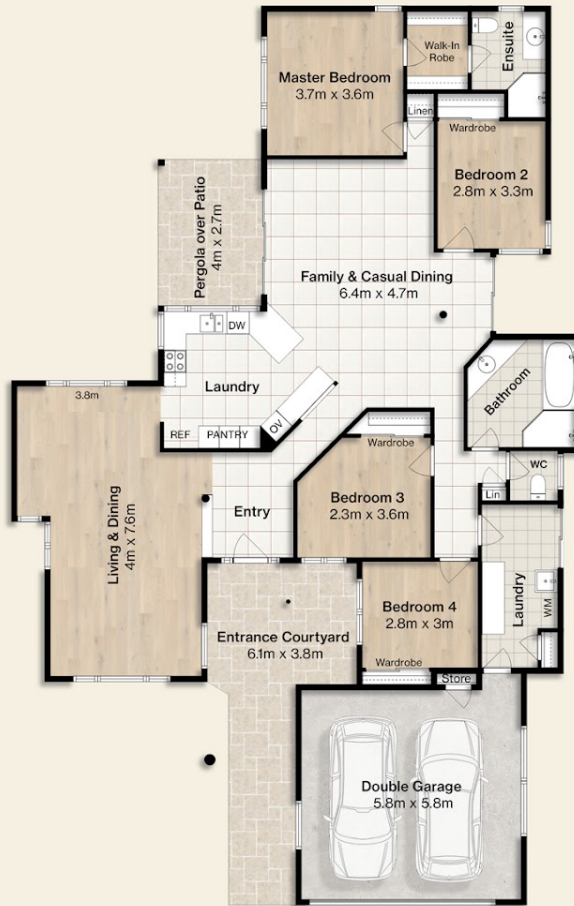 Master Bedroom
3.7m x 3.6m
Walk-In
Robe
Ensuite
Linen
Wardrobe
Bedroom 2
2.8m x 3.3m
Pergola over Patio
4m x 2.7m
Family & Casual Dining
6.4m x 4.7m
DW
Laundry
REF
PANTRY
OV
3.8m
Bathroom
WC
Lin
Wardrobe
Bedroom 3
2.3m x 3.6m
Living & Dining
4m x 7.6m
Entry
Laundry
WM
Bedroom 4
2.8m x 3m
Wardrobe
Entrance Courtyard
6.1m x 3.8m
Store
Double Garage
5.8m x 5.8m